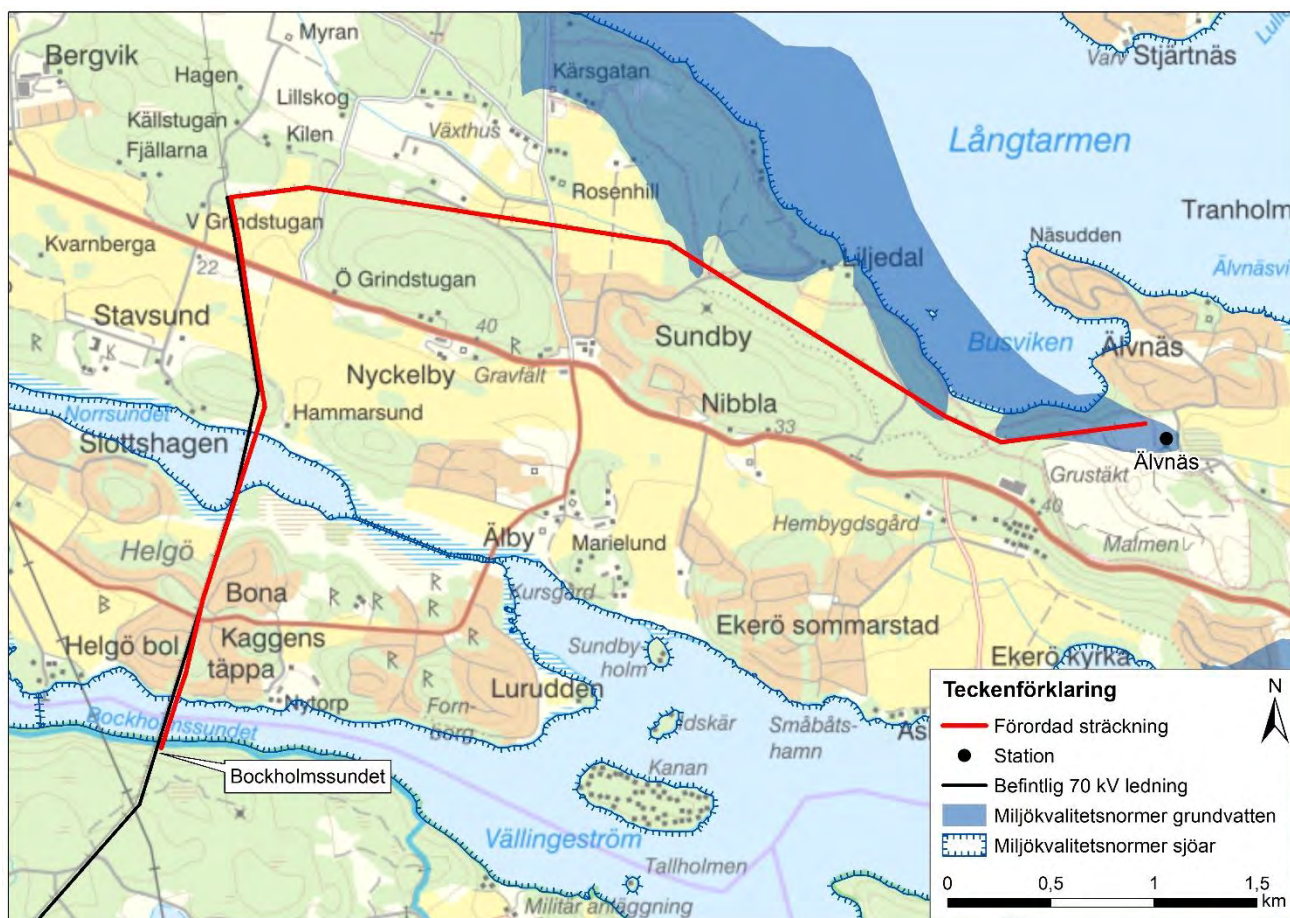 Myran
Bergvik
Hagen
Lillskog
Källstugan
Kilen
Fjällarna
Växthus
Kärsgatan
Rosenhill
Varv
Stjärtnäs
Långtarmen
Tranholm
Näsudden
Älvnäsvi
V Grindstugan
Kvarnberga
22
Ö Grindstugan
Stavsund
40
Nyckelby
Gravfält
Sundby
Liljedal
Busviken
Älvnäs
Nibbla
33
Älvnäs
Grustäkt
Malmen
40
Hembygdsgård
Norrsundet
Slottshagen
Hammarsund
R
K
R
Helgö
Bona
Älby
Marielund
Kursgård
Helgö bol
Kaggens
täppa
Nytorp
Forn-
borg
Lurudden
B
R
R
R
R
R
R
Sundby-
holm
Ekerö sommarstad
Ekerö kyrka
Bockholmssundet
Bockholmssundet
Småbåts-
hamn
Kanan
Vällingeström
Tallholmen
Militär anläggning
Teckenförklaring
N
Förordad sträckning
Station
Befintlig 70 kV ledning
Miljökvalitetsnormer grundvatten
Miljökvalitetsnormer sjöar
0 0,5 1 1,5
km